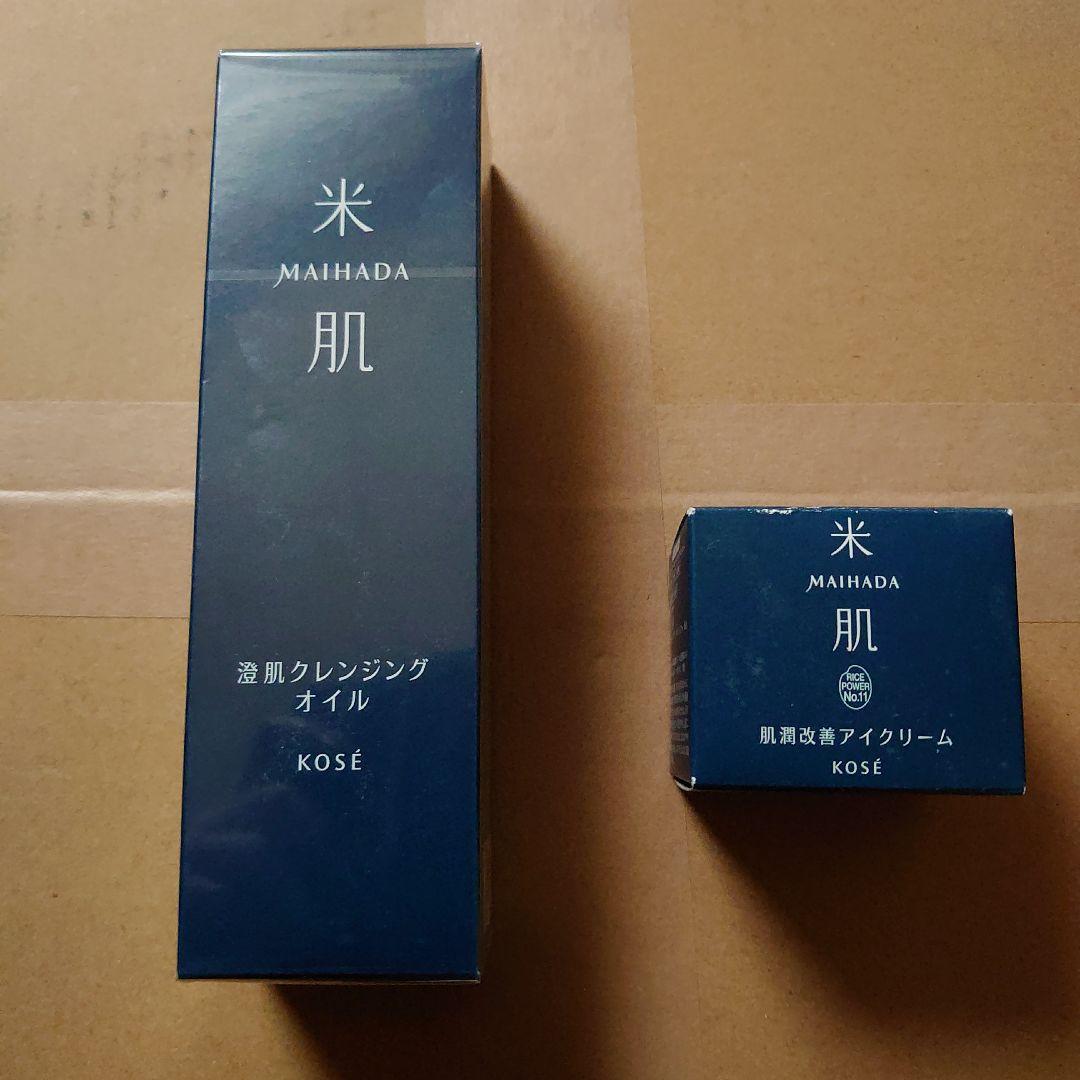 米
MAIHADA
肌
澄肌クレンジング
オイル
KOSÉ
米
MAIHADA
肌
RICE
POWER
No.11
肌潤改善アイクリーム
KOSÉ